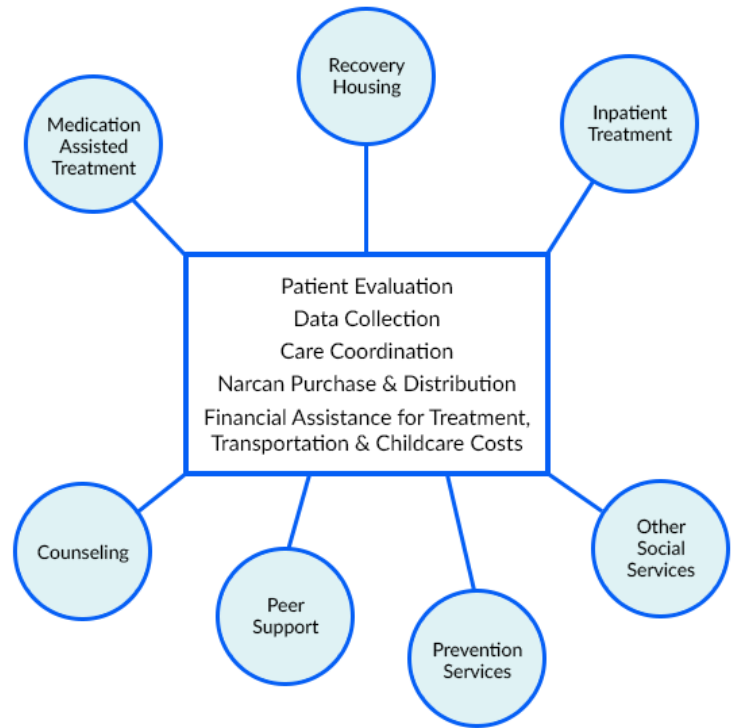 Recovery
Housing
Inpatient
Treatment
Medication
Assisted
Treatment
Patient Evaluation
Data Collection
Care Coordination
Narcan Purchase & Distribution
Financial Assistance for Treatment,
Transportation & Childcare Costs
Counseling
Peer
Support
Prevention
Services
Other
Social
Services